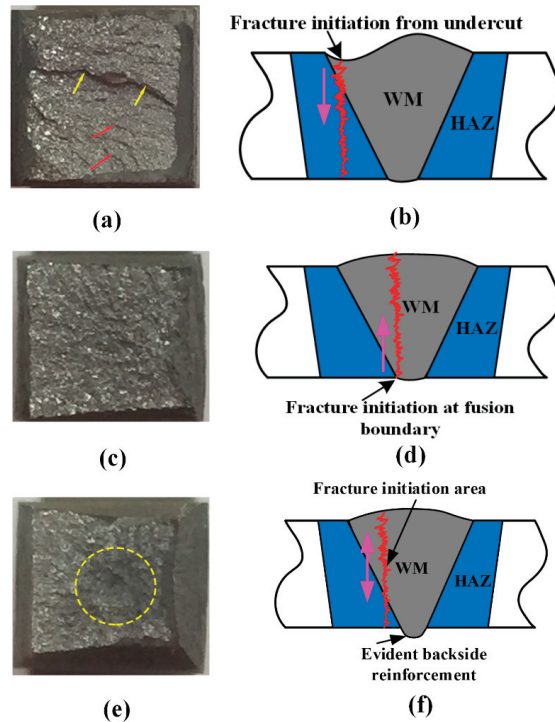 Fracture initiation from undercut
WM
HAZ
(a)
(b)
WM
HAZ
Fracture initiation at fusion
boundary
(c)
(d)
Fracture initiation area
WM
HAZ
Evident backside
reinforcement
(e)
(f)